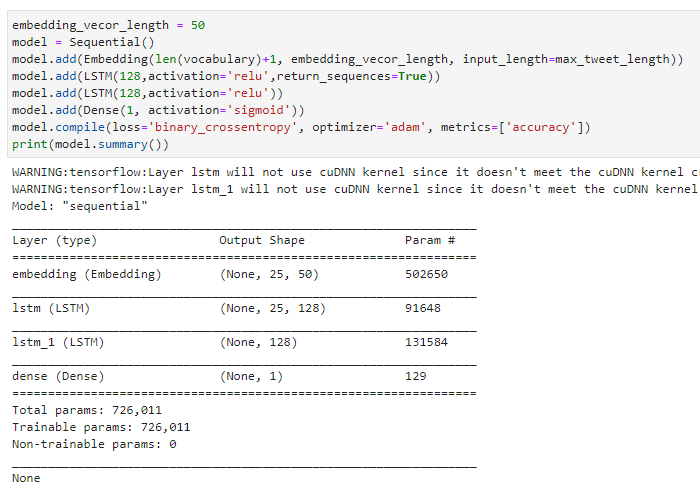 embedding_vecor_length = 50
model = Sequential()
model.add(Embedding(len(vocabulary)+1, embedding_vecor_length, input_length=max_tweet_length))
model.add(LSTM(128,activation='relu',return_sequences=True))
model.add(LSTM(128,activation='relu'))
model.add(Dense(1, activation='sigmoid'))
model.compile(loss='binary_crossentropy', optimizer='adam', metrics=['accuracy'])
print(model.summary())
WARNING:tensorflow:Layer lstm will not use cuDNN kernel since it doesn't meet the cuDNN kernel
WARNING:tensorflow:Layer lstm_1 will not use cuDNN kernel since it doesn't meet the cuDNN kernel
Model: "sequential"
_________________________________________________________________
Layer (type)                 Output Shape              Param #
=================================================================
embedding (Embedding)        (None, 25, 50)            502650
_________________________________________________________________
lstm (LSTM)                  (None, 25, 128)           91648
_________________________________________________________________
lstm_1 (LSTM)                (None, 128)               131584
_________________________________________________________________
dense (Dense)                (None, 1)                 129
=================================================================
Total params: 726,011
Trainable params: 726,011
Non-trainable params: 0
_________________________________________________________________
None